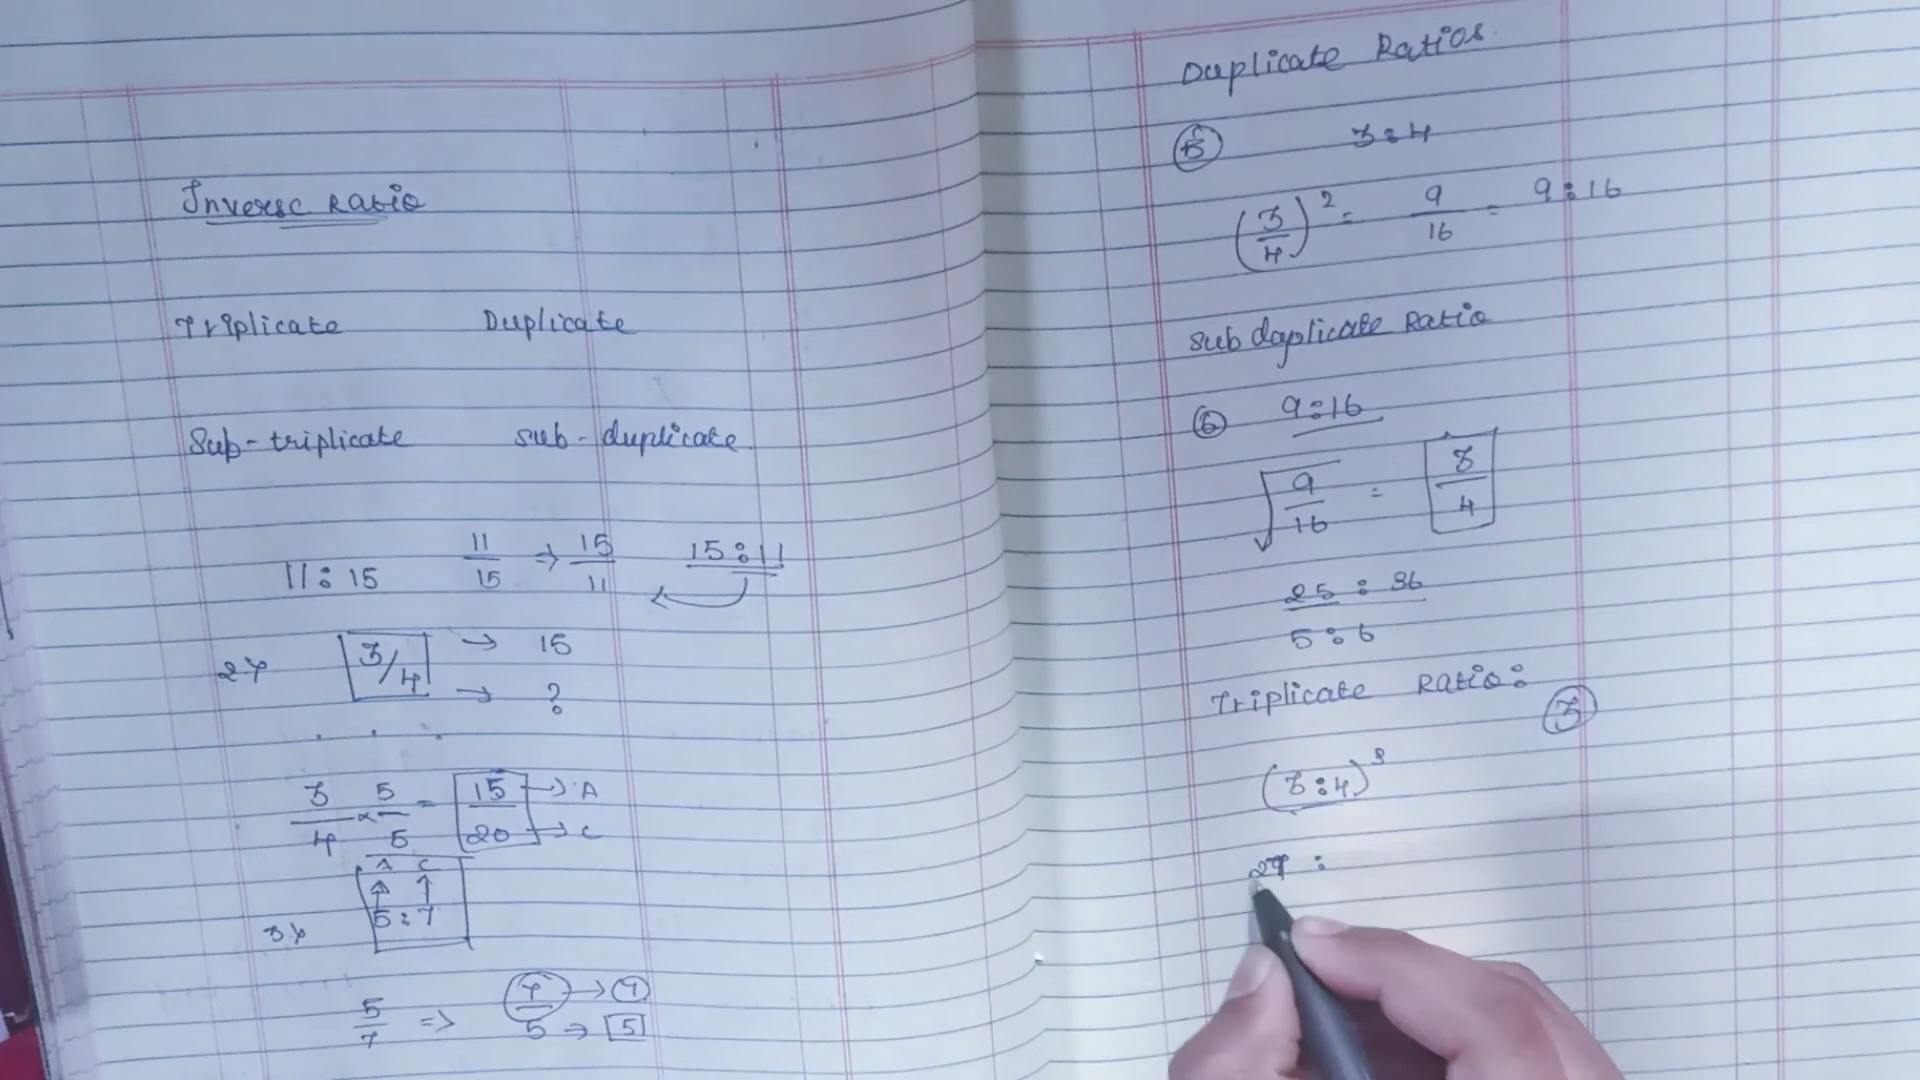 Inverse Ratio
Triplicate Duplicate
Sub-triplicate sub-duplicate
11 : 15 11/15 ⇒ 15/11 15 : 11
2y 3/4 → 15
→ ?
3/4 × 5/5 = 15/20 → A → C
A C
↑ ↑
3y 5 : 7
5/7 ⇒ 7/5 → 7 → 5
Duplicate Ratios
5 3 : 4
(3/4)² = 9/16 = 9 : 16
Sub duplicate Ratio
6 9 : 16
√9/16 = 3/4
25 : 36
5 : 6
Triplicate Ratio :
3
(3 : 4)³
27 :